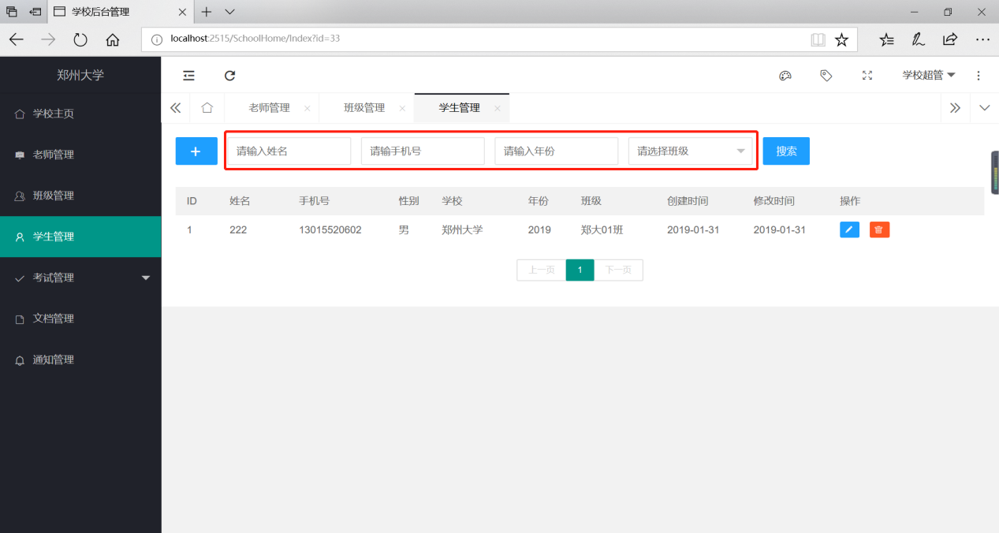 学校后台管理
localhost:2515/SchoolHome/Index?id=33
郑州大学
学校超管
学校主页
老师管理
班级管理
学生管理
考试管理
文档管理
通知管理
老师管理 班级管理 学生管理
请输入姓名 请输手机号 请输入年份 请选择班级 搜索
ID 姓名 手机号 性别 学校 年份 班级 创建时间 修改时间 操作
1 222 13015520602 男 郑州大学 2019 郑大01班 2019-01-31 2019-01-31
上一页 1 下一页